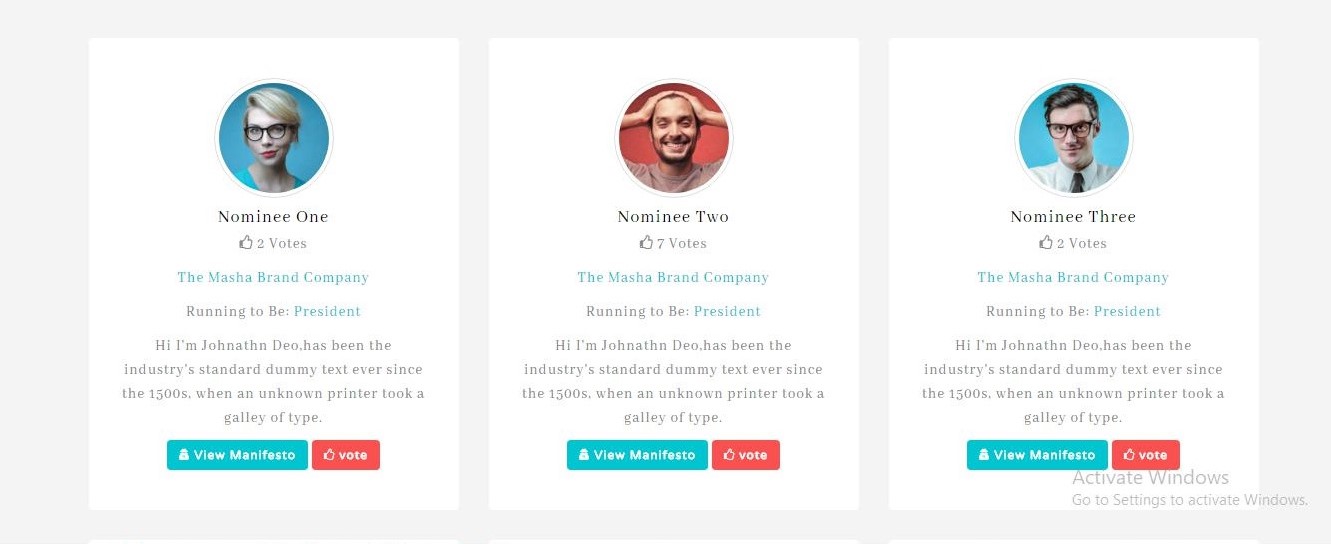 Nominee One
2 Votes
The Masha Brand Company
Running to Be: President
Hi I'm Johnathn Deo,has been the
industry's standard dummy text ever since
the 1500s, when an unknown printer took a
galley of type.
View Manifesto
vote
Nominee Two
7 Votes
The Masha Brand Company
Running to Be: President
Hi I'm Johnathn Deo,has been the
industry's standard dummy text ever since
the 1500s, when an unknown printer took a
galley of type.
View Manifesto
vote
Nominee Three
2 Votes
The Masha Brand Company
Running to Be: President
Hi I'm Johnathn Deo,has been the
industry's standard dummy text ever since
the 1500s, when an unknown printer took a
galley of type.
View Manifesto
vote
Activate Windows
Go to Settings to activate Windows.